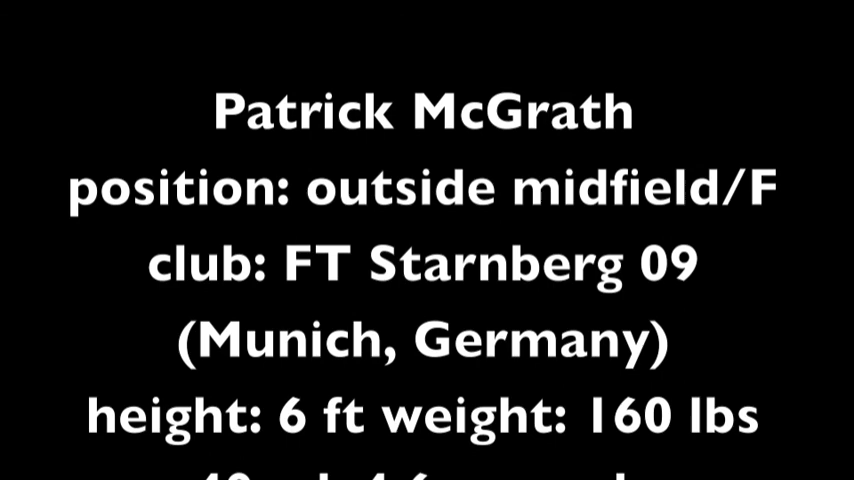 Patrick McGrath
position: outside midfield/F
club: FT Starnberg 09
(Munich, Germany)
height: 6 ft weight: 160 lbs